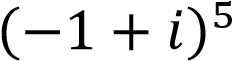 (−1 + i)⁵